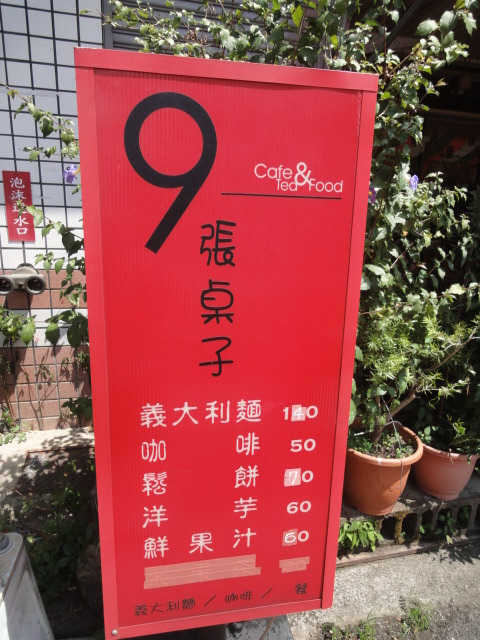 9
Cafe & Tea Food
張桌子
義大利麵 140
咖啡 50
鬆餅 70
洋芋 60
鮮果汁 60
義大利麵 / 咖啡 / 餐
泡沫送水口